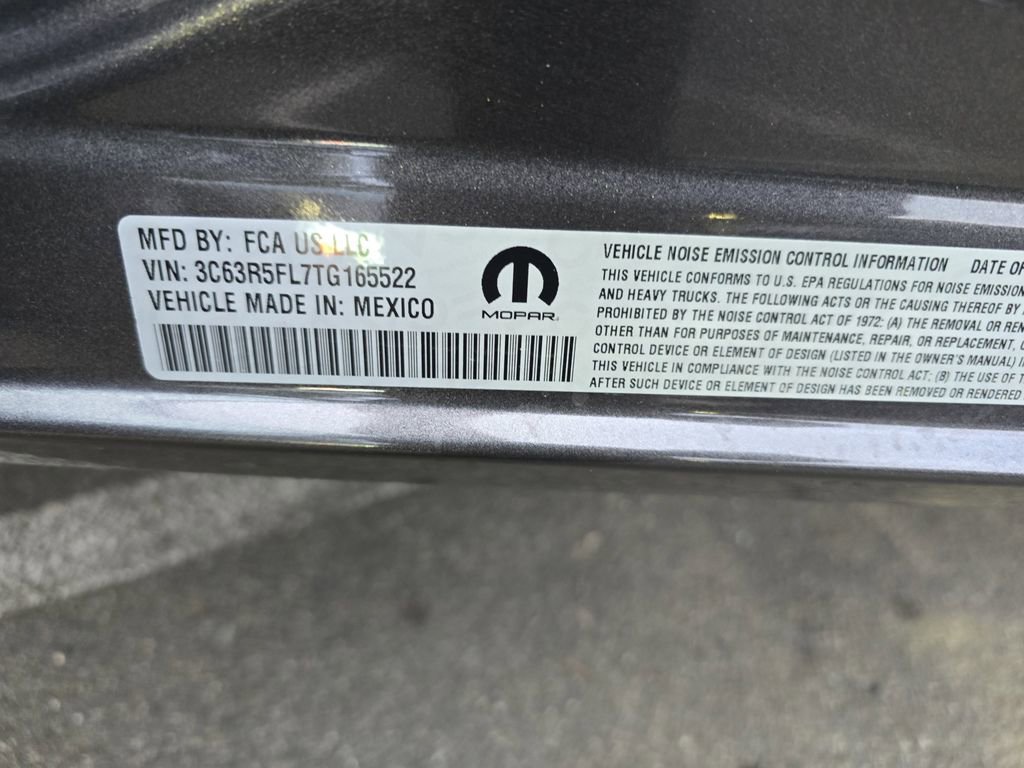 MFD BY: FCA US LLC
VIN: 3C63R5FL7TG165522
VEHICLE MADE IN: MEXICO
MOPAR
VEHICLE NOISE EMISSION CONTROL INFORMATION DATE OF
THIS VEHICLE CONFORMS TO U.S. EPA REGULATIONS FOR NOISE EMISSION
AND HEAVY TRUCKS. THE FOLLOWING ACTS OR THE CAUSING THEREOF BY
PROHIBITED BY THE NOISE CONTROL ACT OF 1972: (A) THE REMOVAL OR REN
OTHER THAN FOR PURPOSES OF MAINTENANCE, REPAIR, OR REPLACEMENT,
CONTROL DEVICE OR ELEMENT OF DESIGN (LISTED IN THE OWNER'S MANUAL)
THIS VEHICLE IN COMPLIANCE WITH THE NOISE CONTROL ACT; (B) THE USE OF
AFTER SUCH DEVICE OR ELEMENT OF DESIGN HAS BEEN REMOVED OR RENDERED